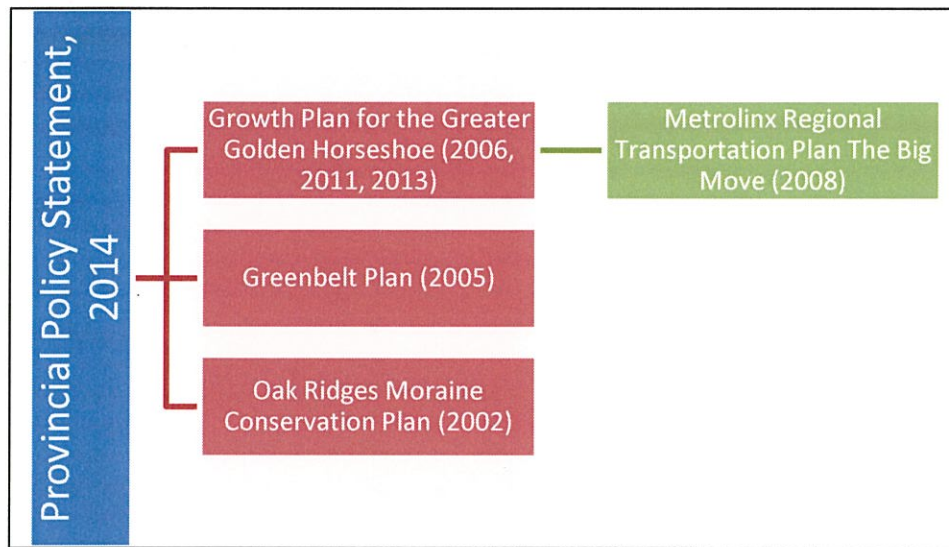 Provincial Policy Statement,
2014
Growth Plan for the Greater
Golden Horseshoe (2006,
2011, 2013)
Metrolinx Regional
Transportation Plan The Big
Move (2008)
Greenbelt Plan (2005)
Oak Ridges Moraine
Conservation Plan (2002)